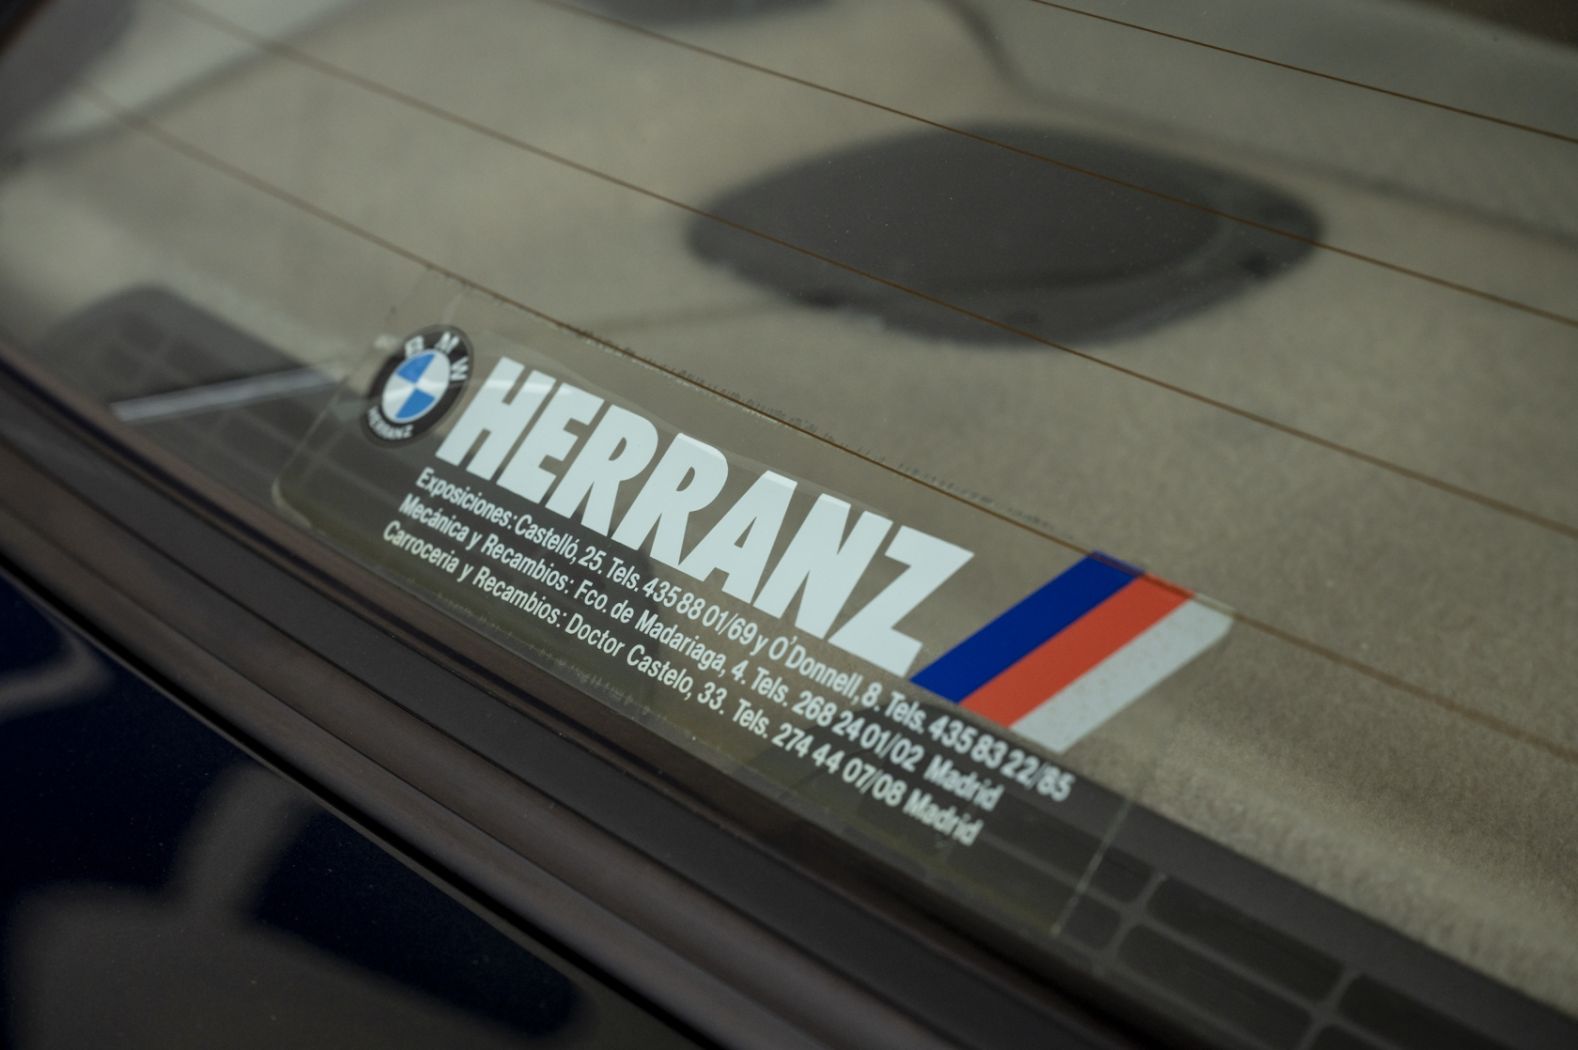 BMW
HERRANZ
Exposiciones: Castelló, 25. Tels. 435 88 01/69 y O'Donnell, 8. Tels. 435 83 22/85
Mecánica y Recambios: Fco. de Madariaga, 4. Tels. 268 24 01/02 Madrid
Carrocería y Recambios: Doctor Castelo, 33. Tels. 274 44 07/08 Madrid